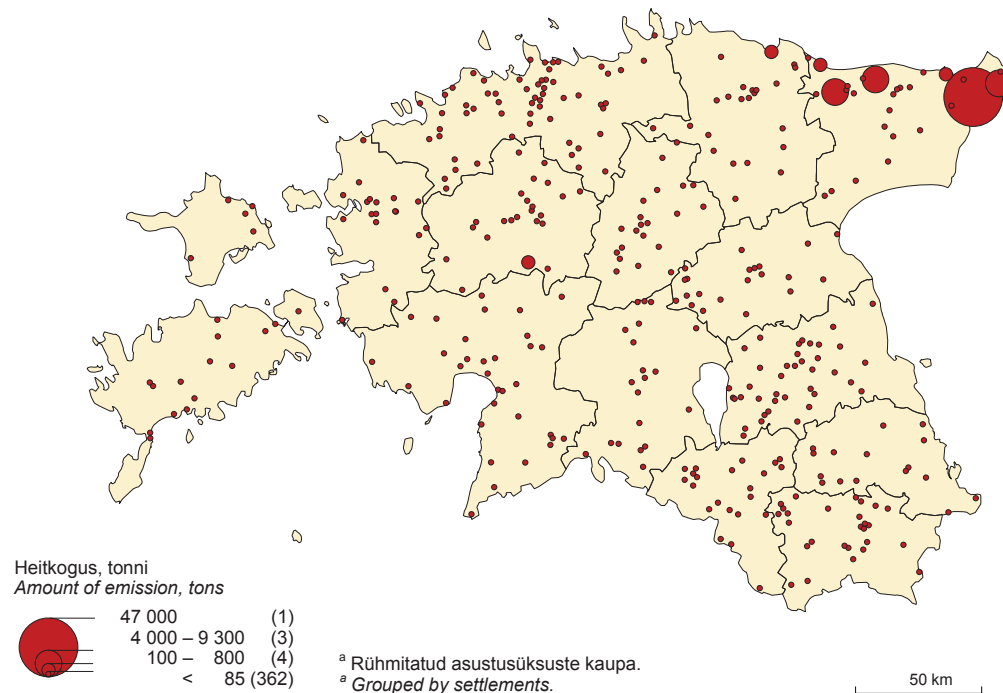 Heitkogus, tonni
Amount of emission, tons
47 000 (1)
4 000 – 9 300 (3)
100 – 800 (4)
< 85 (362)
a Rühmitatud asustusüksuste kaupa.
a Grouped by settlements.
50 km